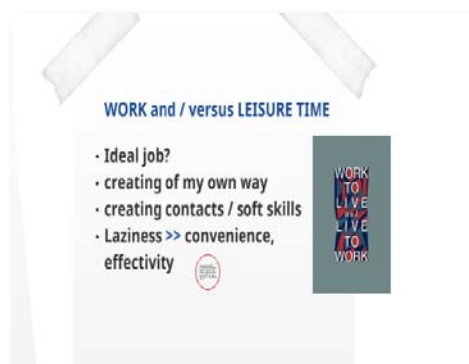 WORK and / versus LEISURE TIME
· Ideal job?
· creating of my own way
· creating contacts / soft skills
· Laziness >> convenience,
effectivity
WORK
TO
LIVE
LIVE
TO
WORK